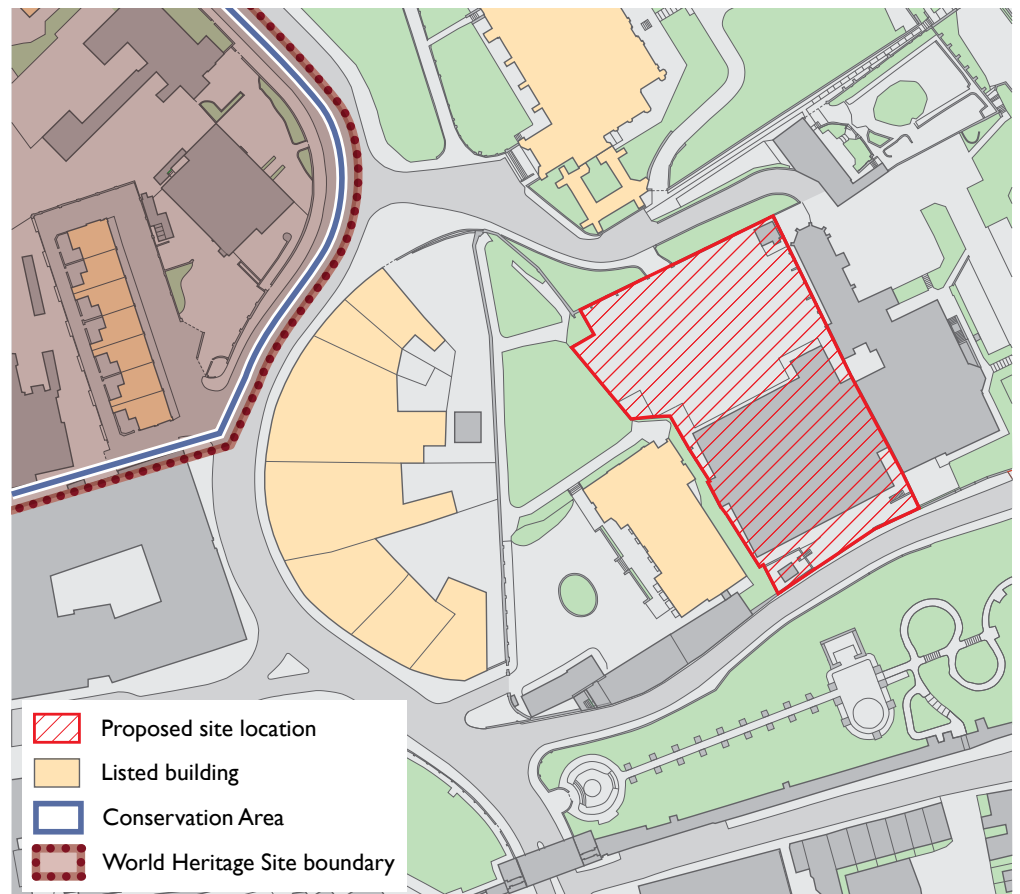 Proposed site location
Listed building
Conservation Area
World Heritage Site boundary